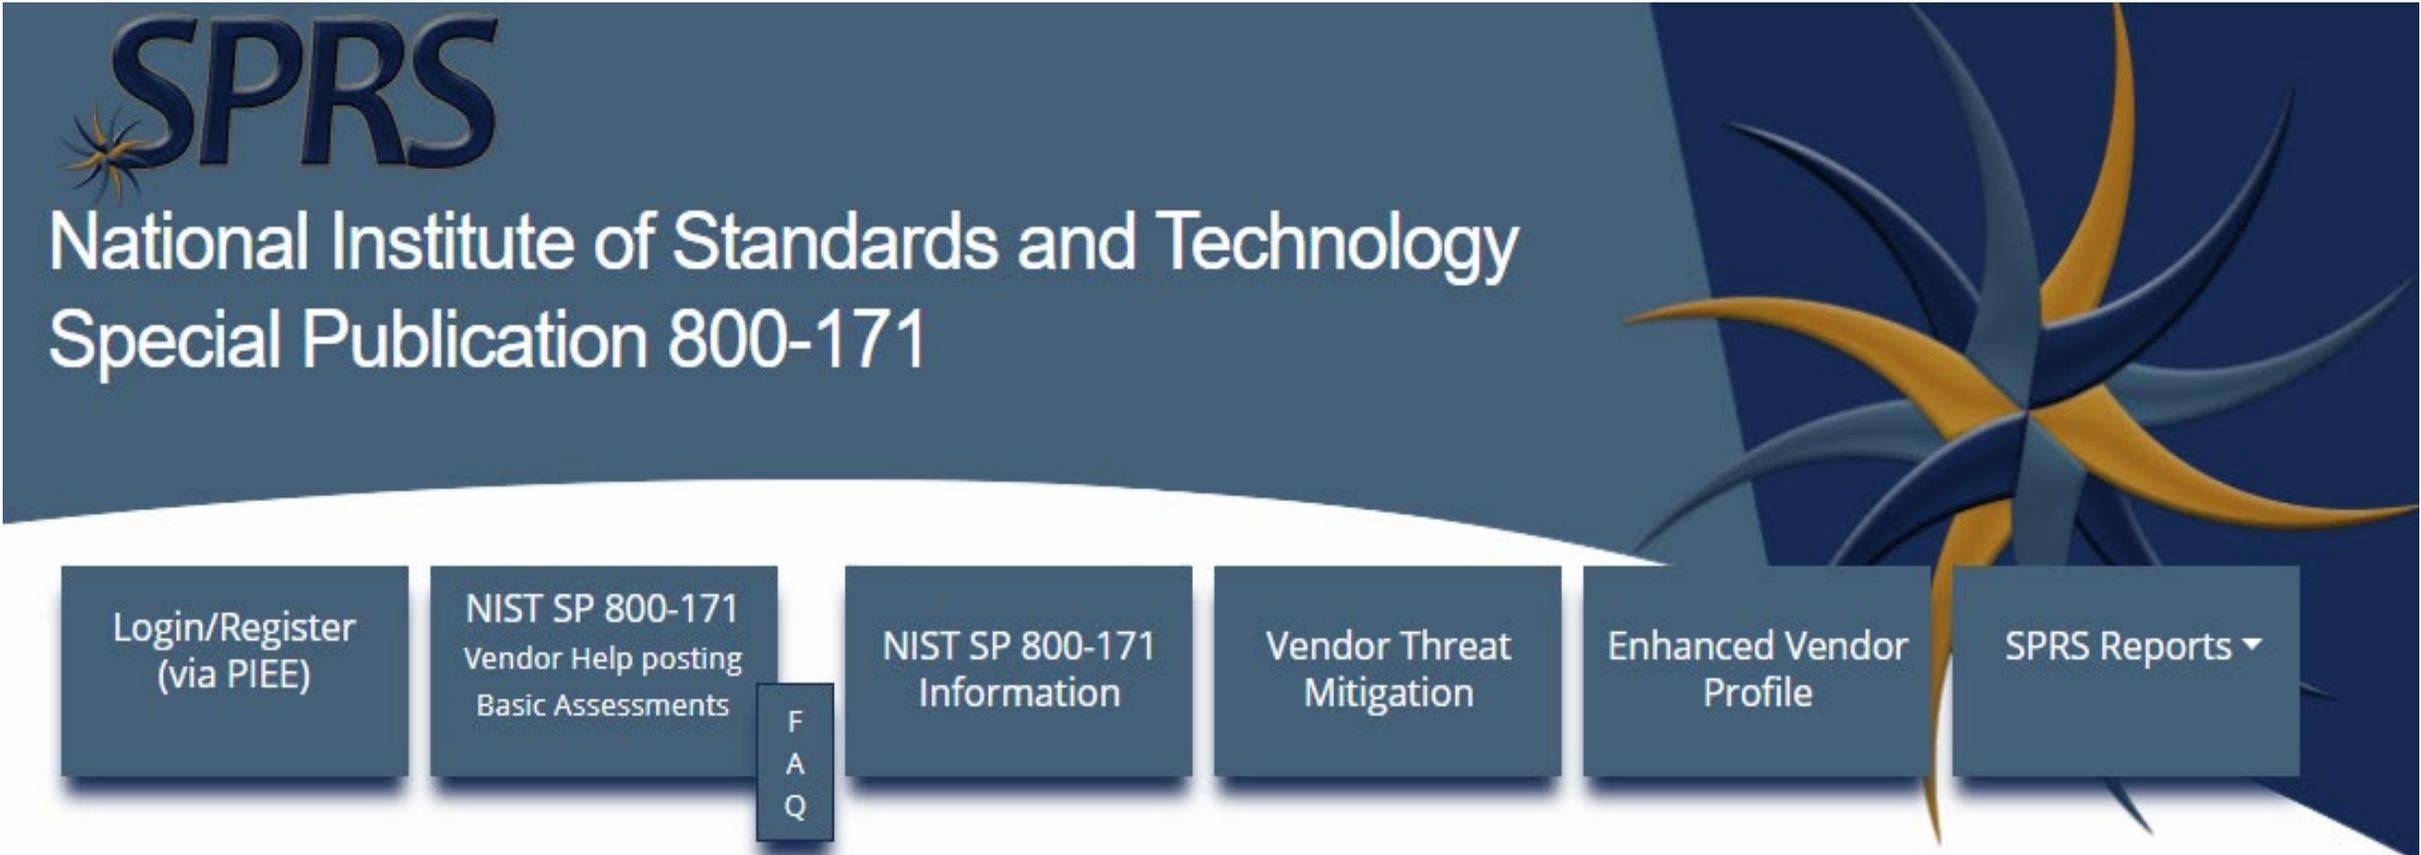 SPRS
National Institute of Standards and Technology
Special Publication 800-171
Login/Register
(via PIEE)
NIST SP 800-171
Vendor Help posting
Basic Assessments
F
A
Q
NIST SP 800-171
Information
Vendor Threat
Mitigation
Enhanced Vendor
Profile
SPRS Reports